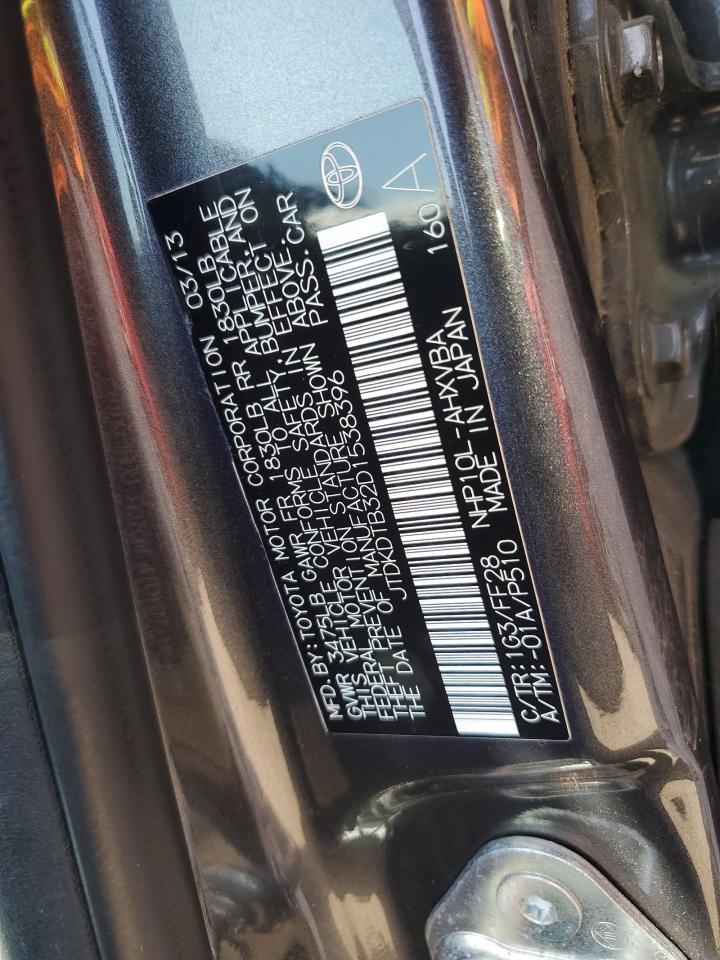 MFD. BY: TOYOTA MOTOR CORPORATION 03/13
GVWR 3475LB GAWR FR 1830LB RR 1830LB
THIS VEHICLE CONFORMS TO ALL APPLICABLE
FEDERAL MOTOR VEHICLE SAFETY, BUMPER, AND
THEFT PREVENTION STANDARDS IN EFFECT ON
THE DATE OF MANUFACTURE SHOWN ABOVE.
JTDKDTB32D1538396 PASS. CAR
C/TR: 1G3/FF28 NHP10L-AHXVBA 160 A
A/TM: -01A/P510 MADE IN JAPAN